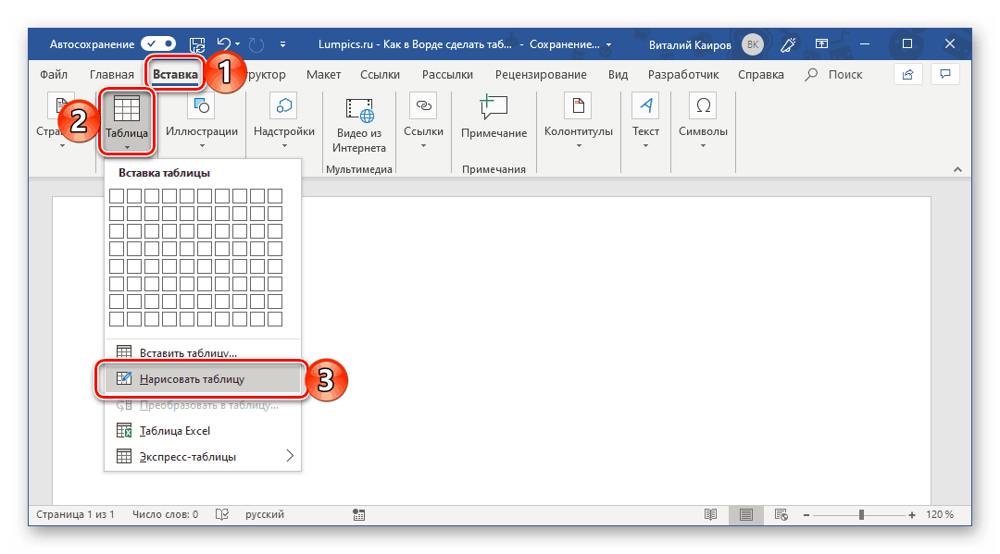 Автосохранение
Lumpics.ru - Как в Ворде сделать таб... - Сохранение...
Виталий Каиров
ВК
Файл Главная Вставка 1 руктор Макет Ссылки Рассылки Рецензирование Вид Разработчик Справка Поиск
2
Стра
Таблица
Иллюстрации
Надстройки
Видео из
Интернета
Мультимедиа
Ссылки
Примечание
Примечания
Колонтитулы
Текст
Символы
Вставка таблицы
Вставить таблицу...
Нарисовать таблицу 3
Преобразовать в таблицу...
Таблица Excel
Экспресс-таблицы
Страница 1 из 1 Число слов: 0 русский 120 %